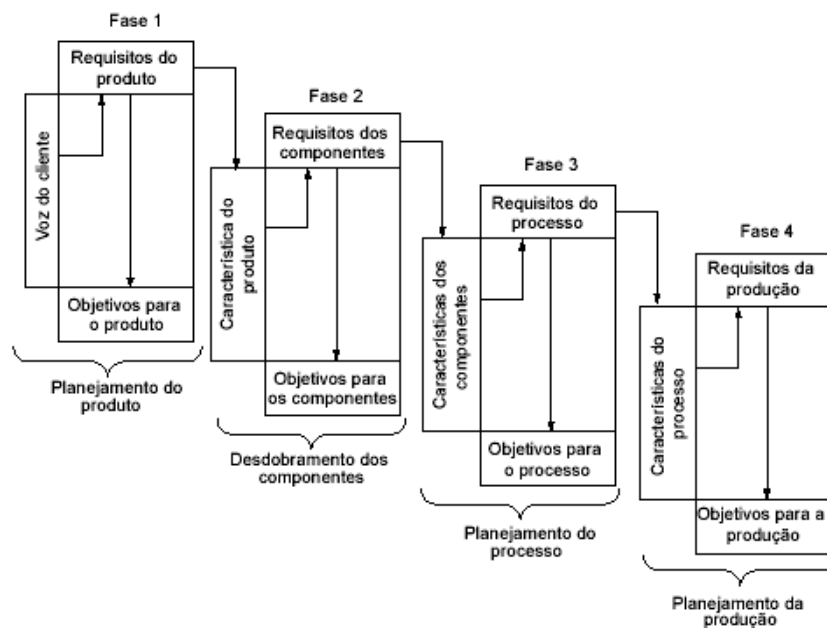 Fase 1
Requisitos do
produto
Voz do cliente
Objetivos para
o produto
Planejamento do
produto
Fase 2
Requisitos dos
componentes
Característica do
produto
Objetivos para
os componentes
Desdobramento dos
componentes
Fase 3
Requisitos do
processo
Características dos
componentes
Objetivos para
o processo
Planejamento do
processo
Fase 4
Requisitos da
produção
Características do
processo
Objetivos para a
produção
Planejamento da
produção